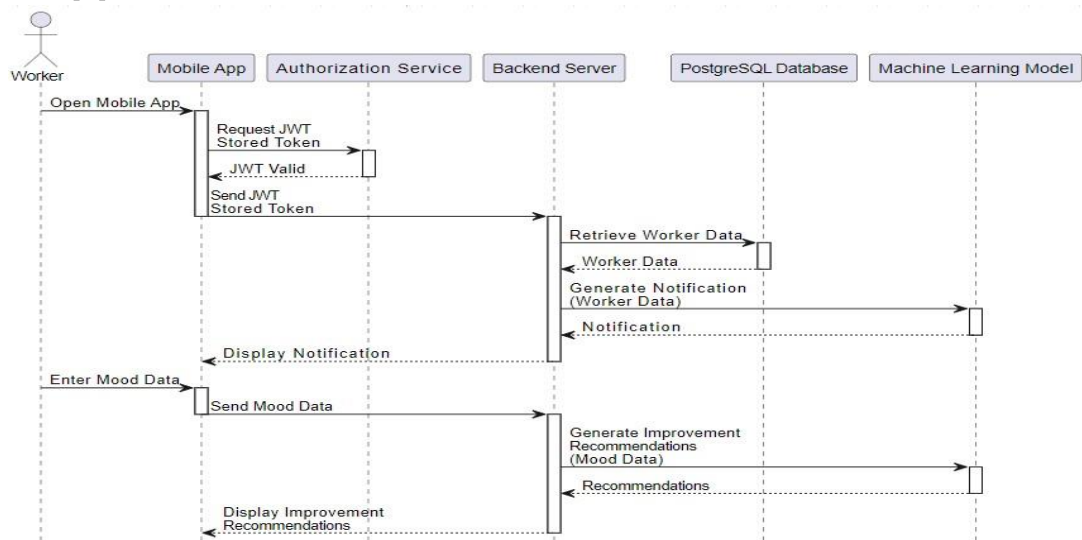 Worker
Mobile App
Authorization Service
Backend Server
PostgreSQL Database
Machine Learning Model
Open Mobile App
Request JWT
Stored Token
JWT Valid
Send JWT
Stored Token
Retrieve Worker Data
Worker Data
Generate Notification
(Worker Data)
Notification
Display Notification
Enter Mood Data
Send Mood Data
Generate Improvement
Recommendations
(Mood Data)
Recommendations
Display Improvement
Recommendations